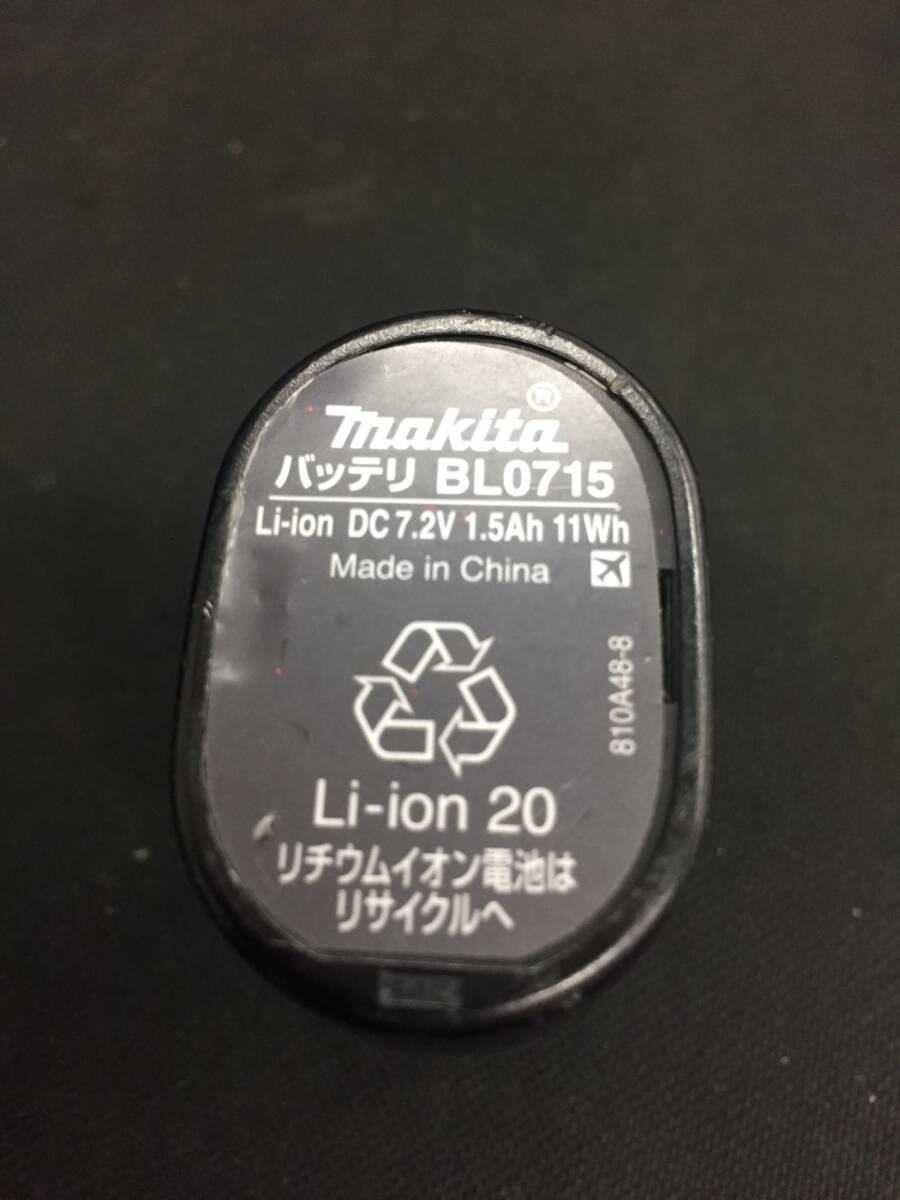 makita®
バッテリ BL0715
Li-ion DC 7.2V 1.5Ah 11Wh
Made in China
810A48-8
Li-ion 20
リチウムイオン電池は
リサイクルへ